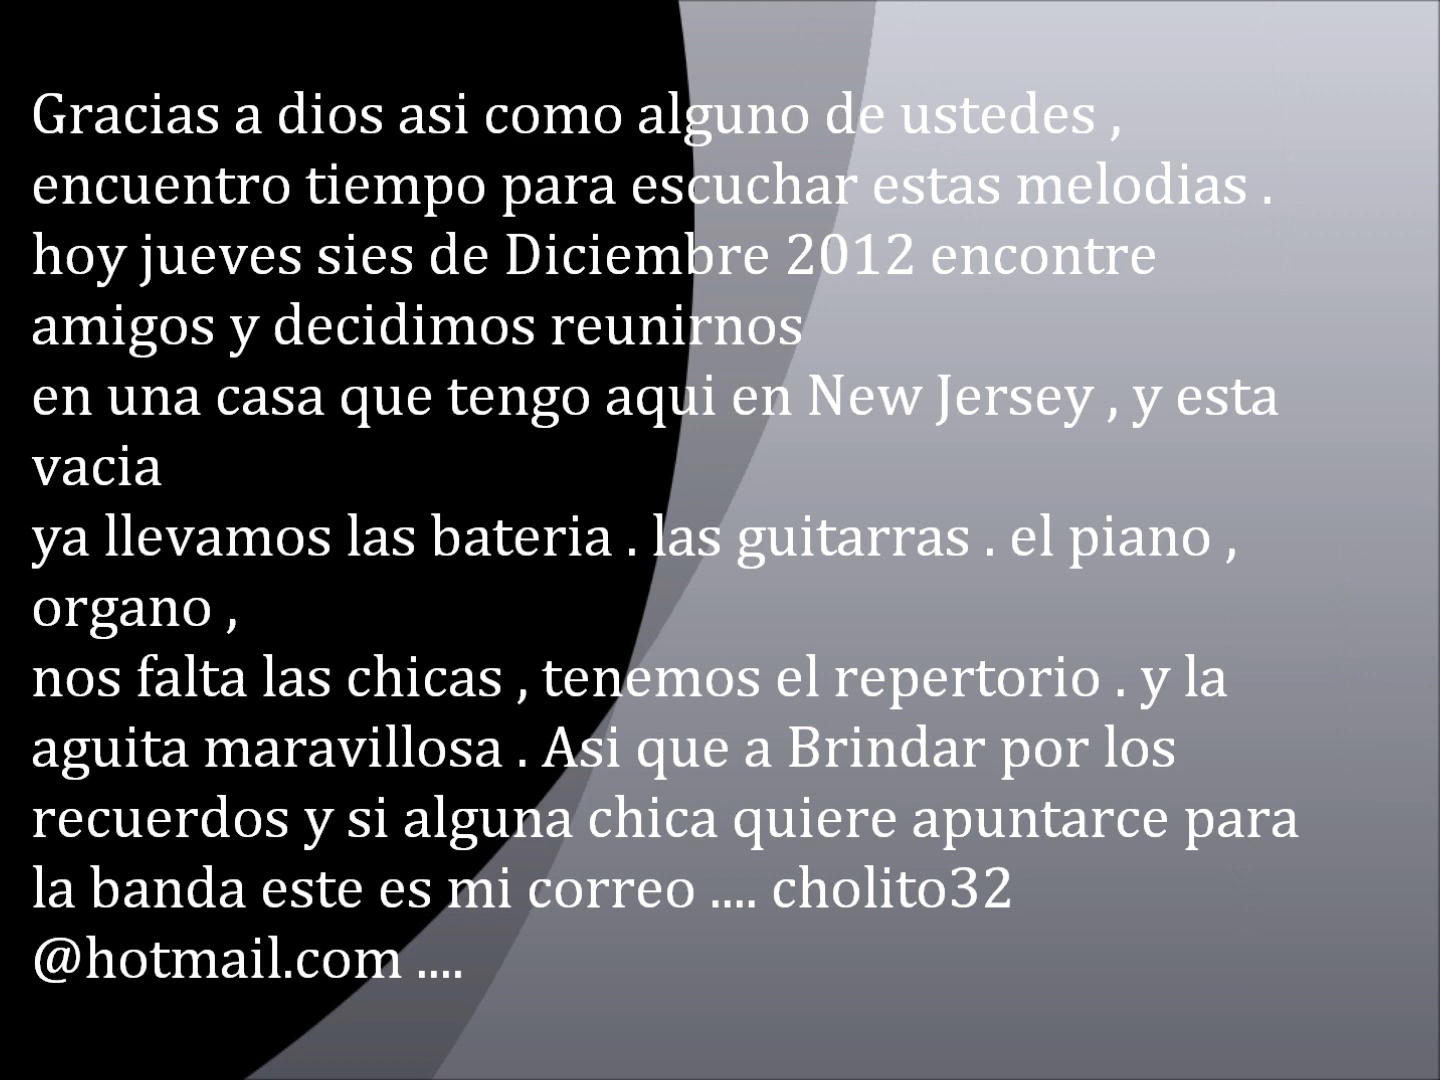 Gracias a dios asi como alguno de ustedes ,
encuentro tiempo para escuchar estas melodias .
hoy jueves sies de Diciembre 2012 encontre
amigos y decidimos reunirnos
en una casa que tengo aqui en New Jersey , y esta
vacia
ya llevamos las bateria . las guitarras . el piano ,
organo ,
nos falta las chicas , tenemos el repertorio . y la
aguita maravillosa . Asi que a Brindar por los
recuerdos y si alguna chica quiere apuntarce para
la banda este es mi correo .... cholito32
@hotmail.com ....